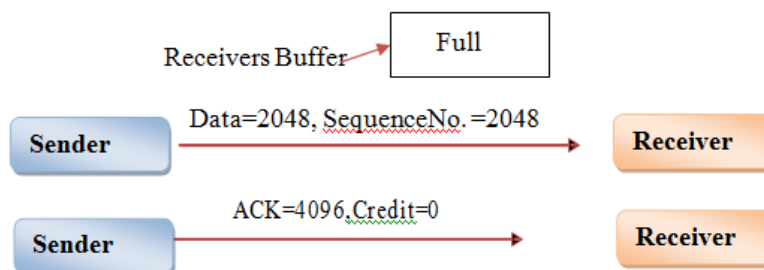 Full
Receivers Buffer
Data=2048, SequenceNo. =2048
Sender
Receiver
ACK=4096,Credit=0
Sender
Receiver